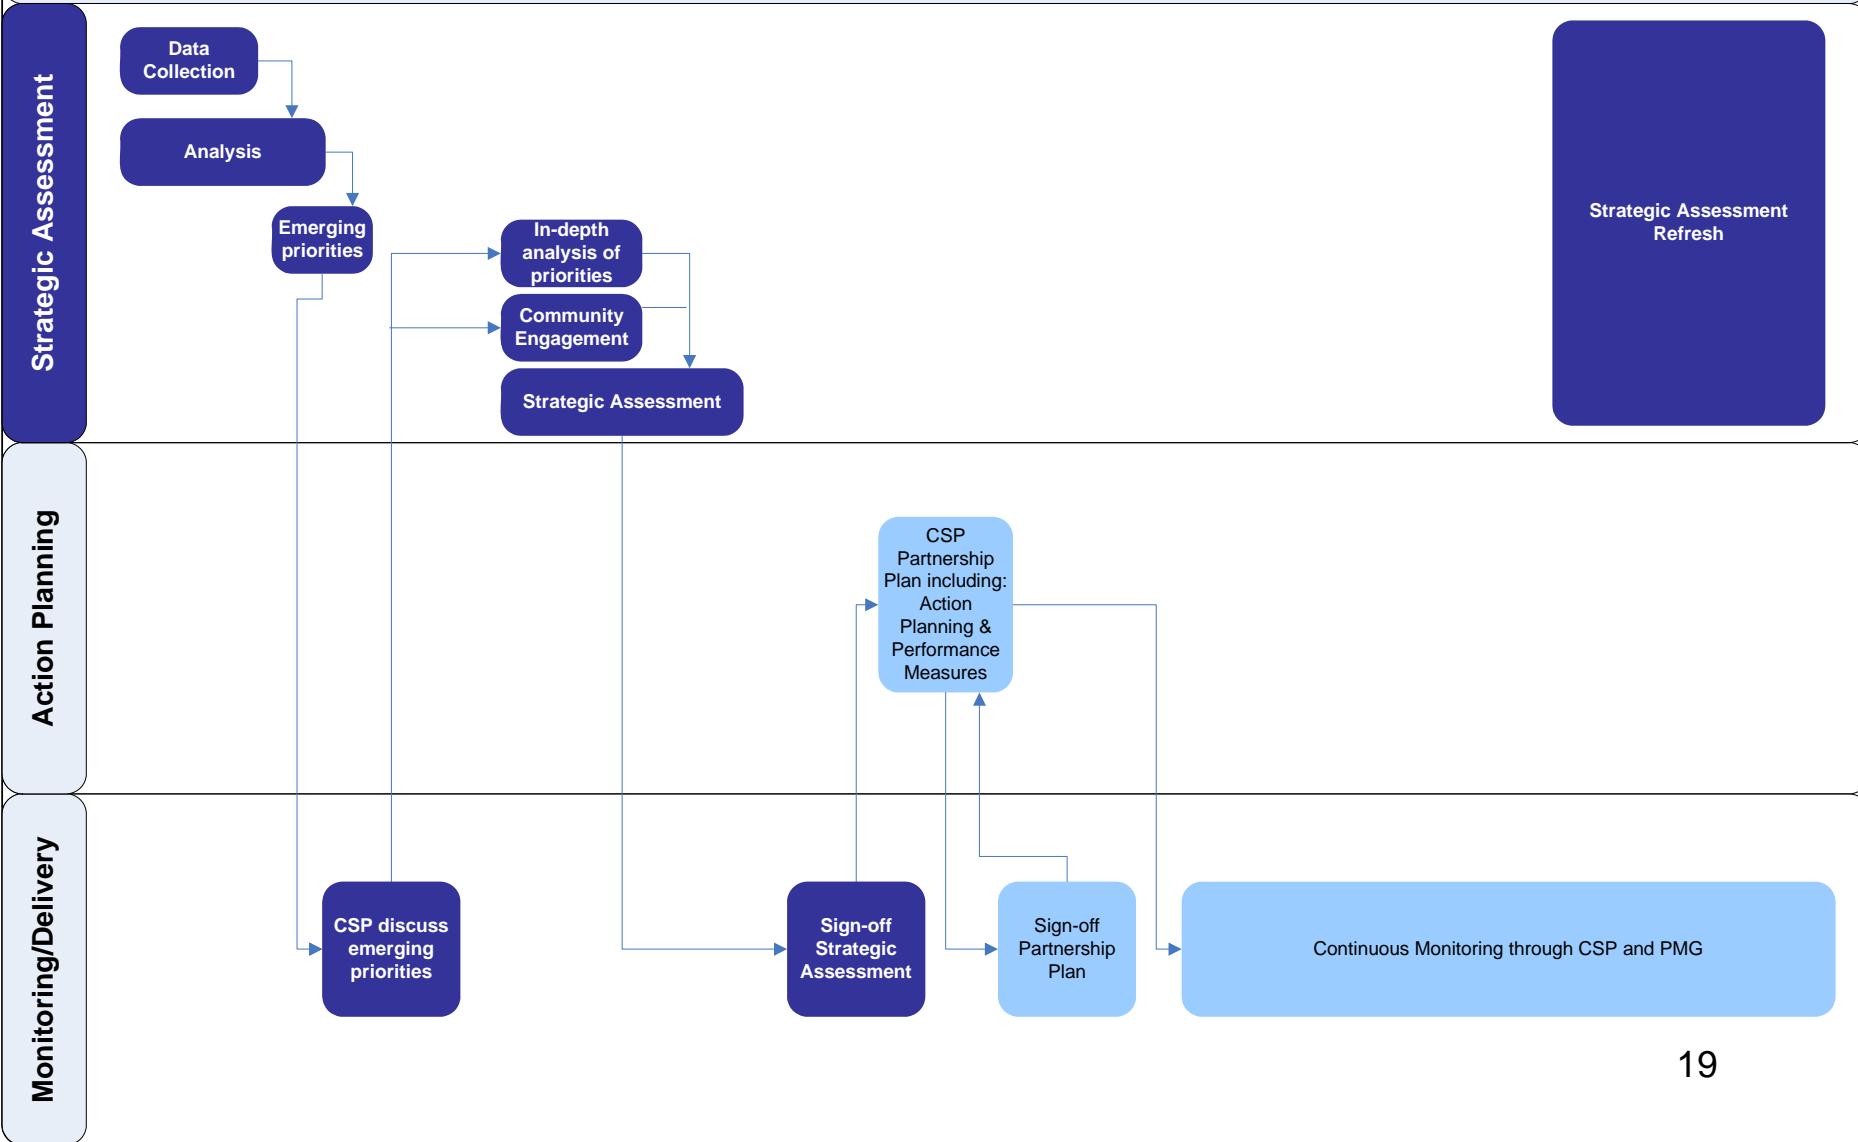 Strategic Assessment
Data
Collection
Analysis
Emerging
priorities
In-depth
analysis of
priorities
Community
Engagement
Strategic Assessment
Strategic Assessment
Refresh
Action Planning
CSP
Partnership
Plan including:
Action
Planning &
Performance
Measures
Monitoring/Delivery
CSP discuss
emerging
priorities
Sign-off
Strategic
Assessment
Sign-off
Partnership
Plan
Continuous Monitoring through CSP and PMG
19